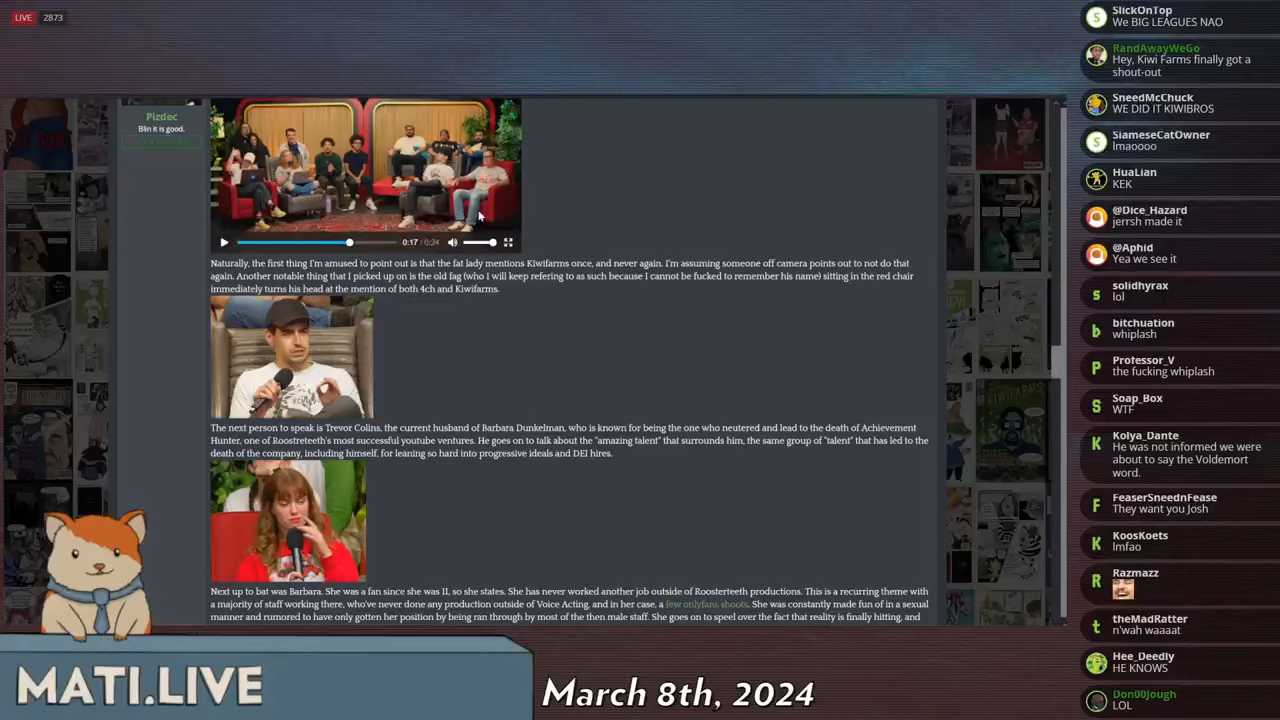 LIVE 2873
Pizdec
Blin it is good.
0:17 / 0:24
Naturally, the first thing I'm amused to point out is that the fat lady mentions Kiwifarms once, and never again. I'm assuming someone off camera points out to not do that
again. Another notable thing that I picked up on is the old fag (who I will keep referring to as such because I cannot be fucked to remember his name) sitting in the red chair
immediately turns his head at the mention of both 4ch and Kiwifarms.
The next person to speak is Trevor Colins, the current husband of Barbara Dunkelman, who is known for being the one who neutered and lead to the death of Achievement
Hunter, one of Roostreteeth's most successful youtube ventures. He goes on to talk about the "amazing talent" that surrounds him, the same group of "talent" that has led to the
death of the company, including himself, for leaning so hard into progressive ideals and DEI hires.
Next up to bat was Barbara. She was a fan since she was 11, so she states. She has never worked another job outside of Roosterteeth productions. This is a recurring theme with
a majority of staff working there, who've never done any production outside of Voice Acting, and in her case, a few onlyfans shoots. She was constantly made fun of in a sexual
manner and rumored to have only gotten her position by being ran through by most of the then male staff. She goes on to speel over the fact that reality is finally hitting, and
MATI.LIVE
March 8th, 2024
SlickOnTop
We BIG LEAGUES NAO
RandAwayWeGo
Hey, Kiwi Farms finally got a
shout-out
SneedMcChuck
WE DID IT KIWIBROS
SiameseCatOwner
lmaoooo
HuaLian
KEK
@Dice_Hazard
jerrsh made it
@Aphid
Yea we see it
solidhyrax
lol
bitchuation
whiplash
Professor_V
the fucking whiplash
Soap_Box
WTF
Kolya_Dante
He was not informed we were
about to say the Voldemort
word.
FeaserSneednFease
They want you Josh
KoosKoets
lmfao
Razmazz
theMadRatter
n'wah waaaat
Hee_Deedly
HE KNOWS
Don00Jough
LOL